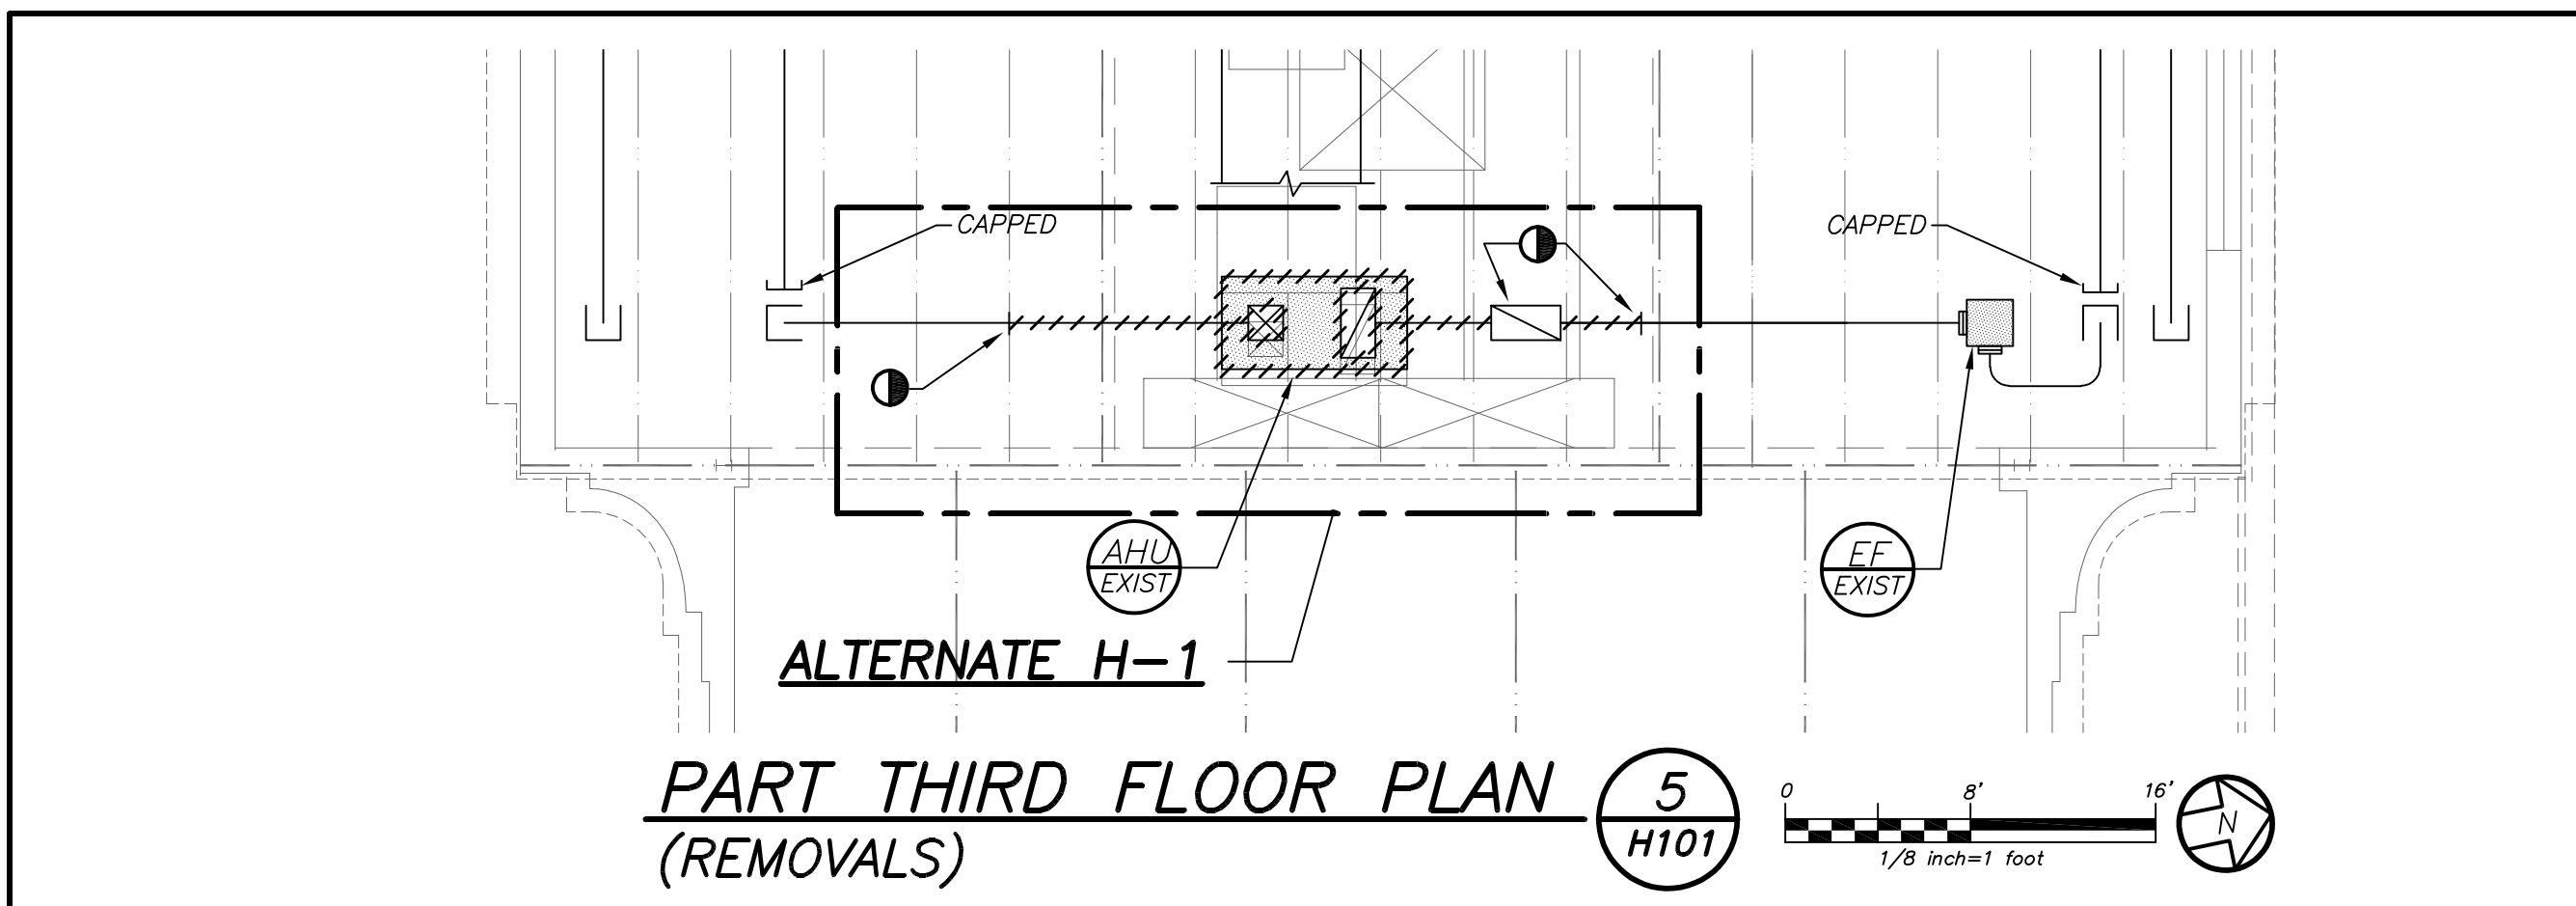 CAPPED
CAPPED
AHU
EXIST
EF
EXIST
ALTERNATE H-1
PART THIRD FLOOR PLAN
(REMOVALS)
5
H101
0 8' 16'
1/8 inch=1 foot
N